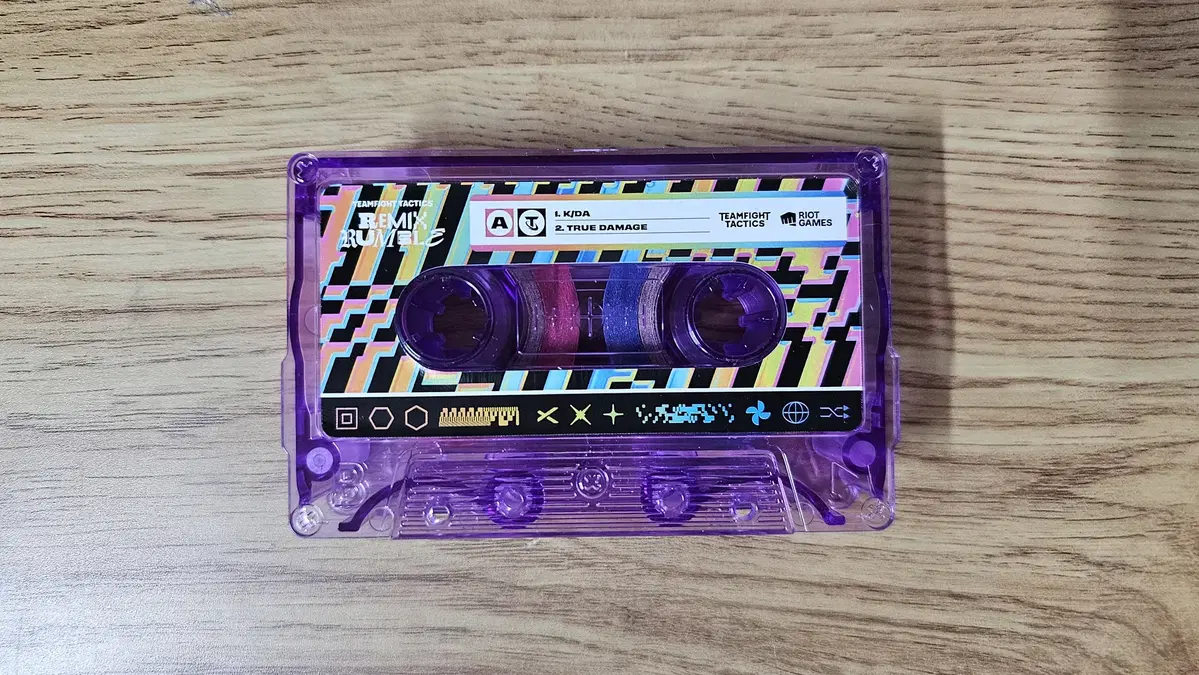 TEAMFIGHT TACTICS
REMIX
RUMBLE
A
1. K/DA
2. TRUE DAMAGE
TEAMFIGHT
TACTICS
RIOT
GAMES